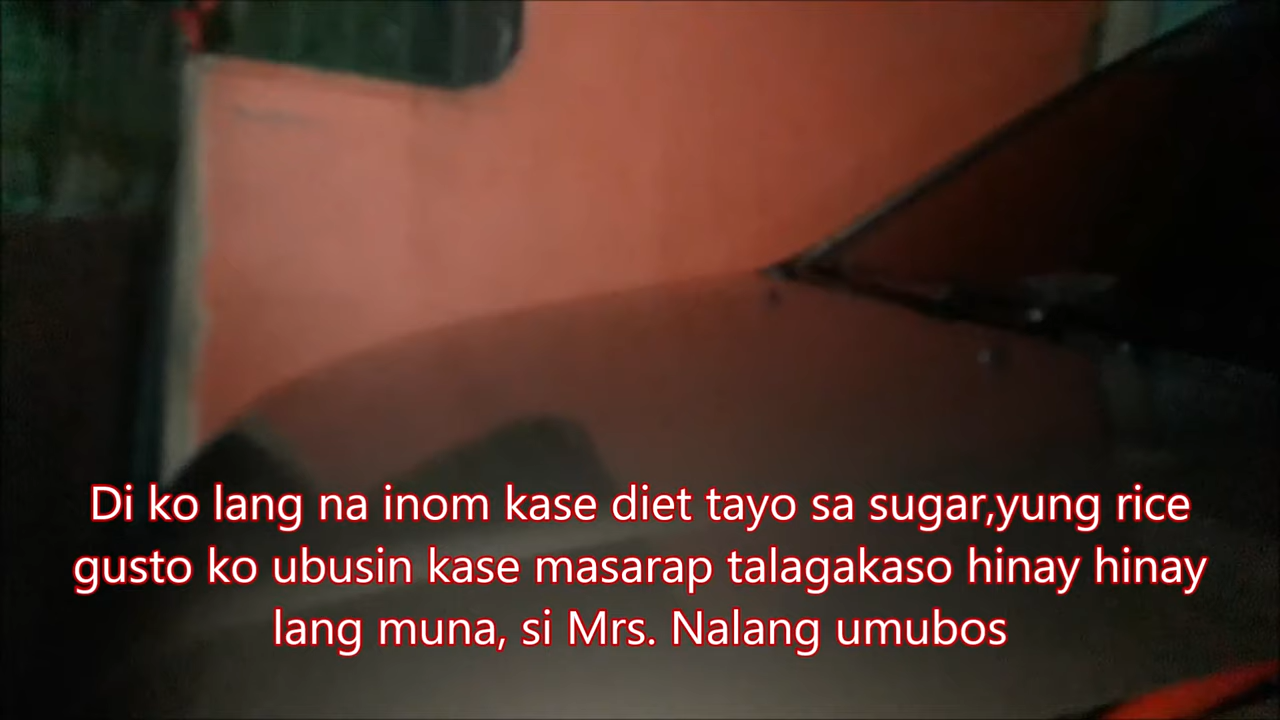 Di ko lang na inom kase diet tayo sa sugar,yung rice
gusto ko ubusin kase masarap talagakaso hinay hinay
lang muna, si Mrs. Nalang umubos